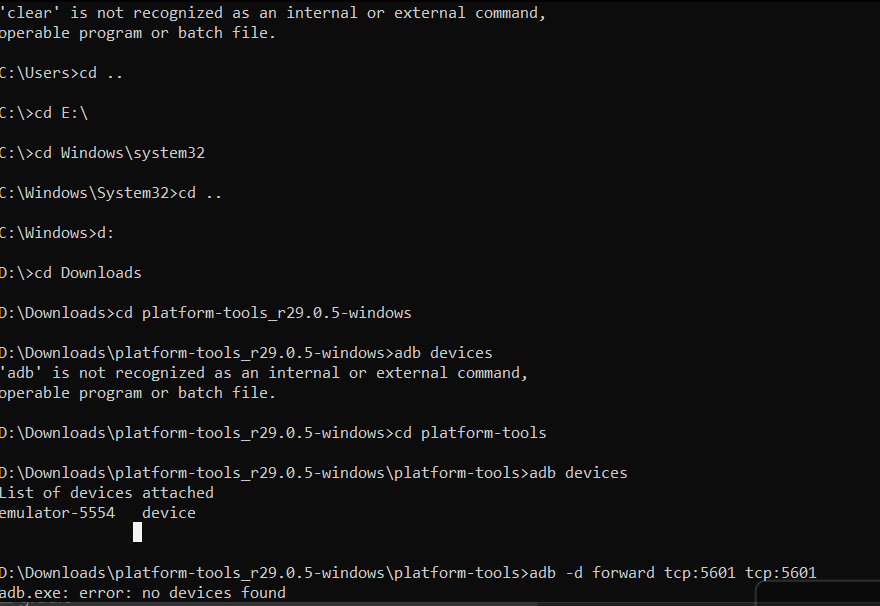 'clear' is not recognized as an internal or external command,
operable program or batch file.
C:\Users>cd ..
C:\>cd E:\
C:\>cd Windows\system32
C:\Windows\System32>cd ..
C:\Windows>d:
D:\>cd Downloads
D:\Downloads>cd platform-tools_r29.0.5-windows
D:\Downloads\platform-tools_r29.0.5-windows>adb devices
'adb' is not recognized as an internal or external command,
operable program or batch file.
D:\Downloads\platform-tools_r29.0.5-windows>cd platform-tools
D:\Downloads\platform-tools_r29.0.5-windows\platform-tools>adb devices
List of devices attached
emulator-5554   device
D:\Downloads\platform-tools_r29.0.5-windows\platform-tools>adb -d forward tcp:5601 tcp:5601
adb.exe: error: no devices found